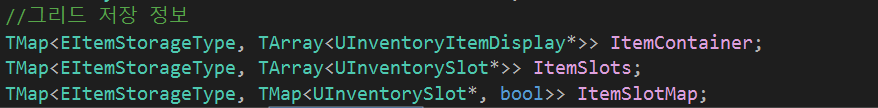 //그리드 저장 정보
TMap<EItemStorageType, TArray<UInventoryItemDisplay*>> ItemContainer;
TMap<EItemStorageType, TArray<UInventorySlot*>> ItemSlots;
TMap<EItemStorageType, TMap<UInventorySlot*, bool>> ItemSlotMap;